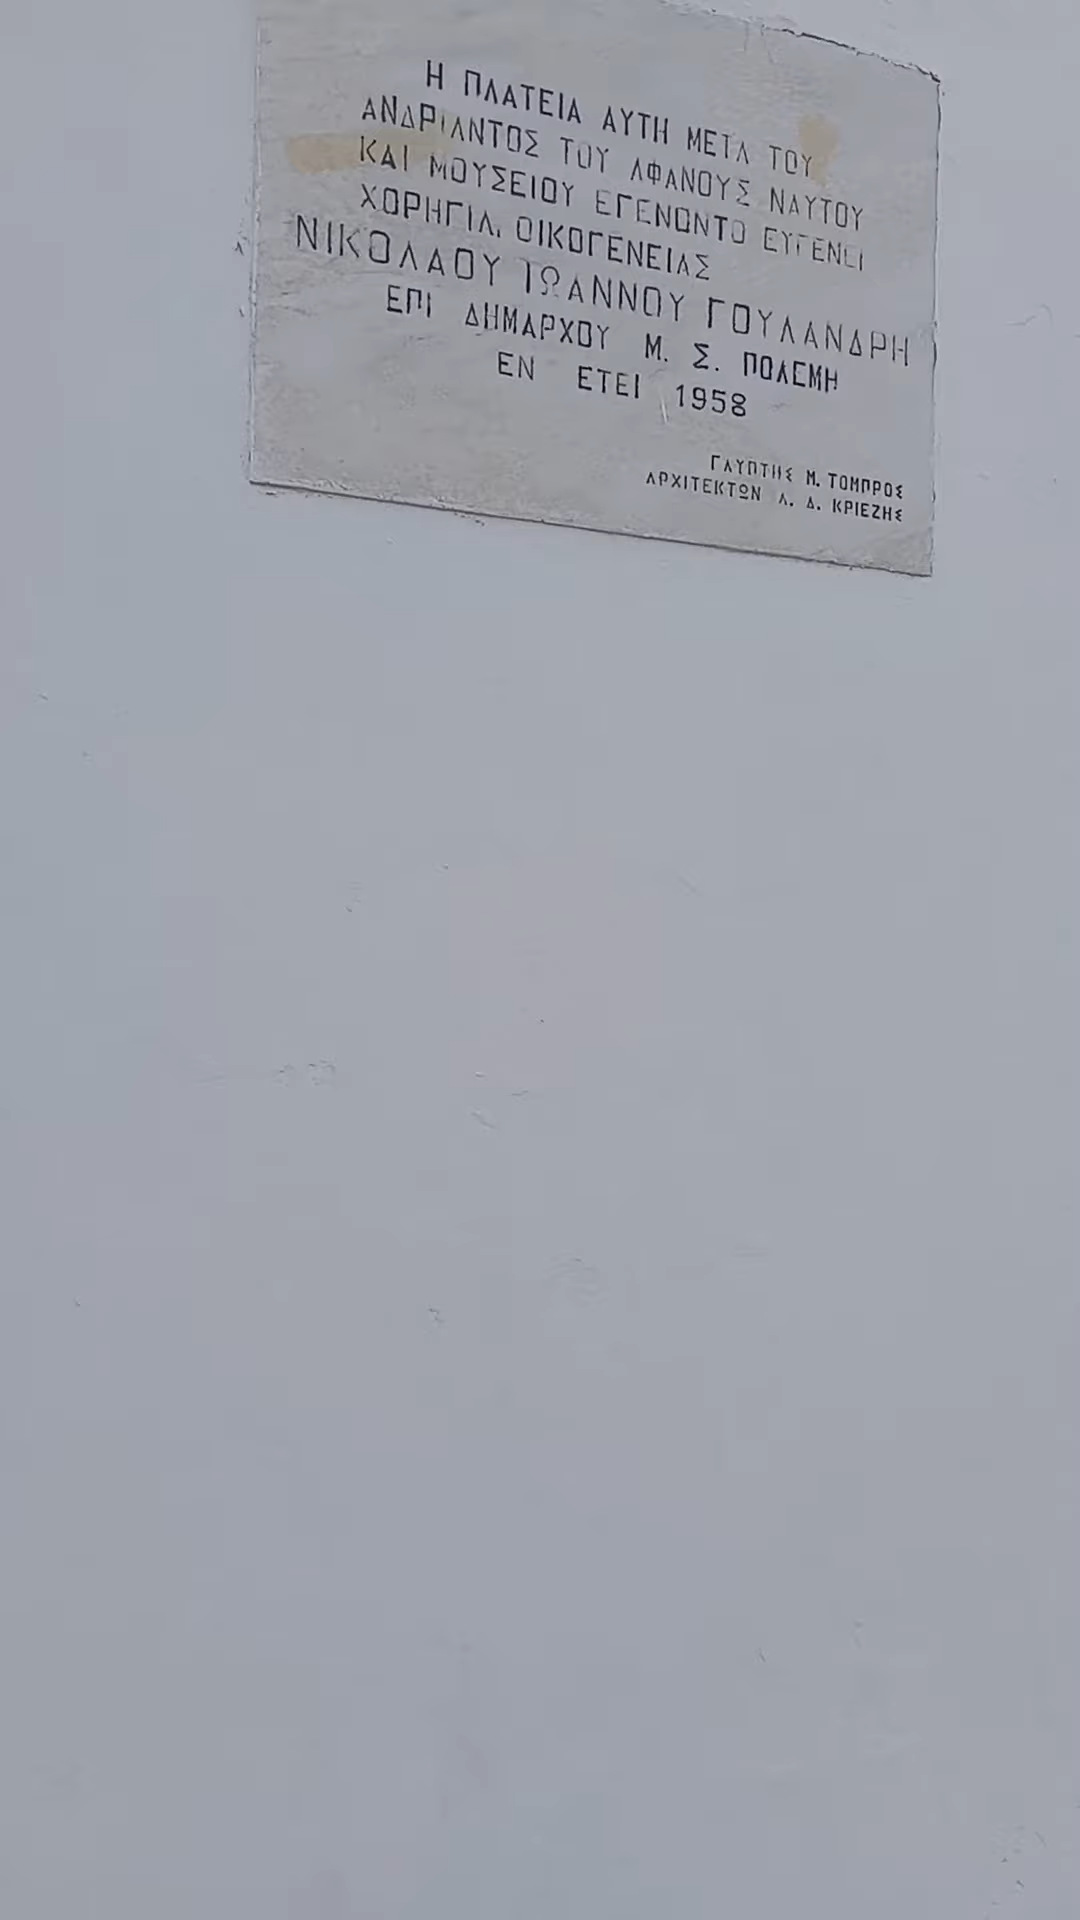 Η ΠΛΑΤΕΙΑ ΑΥΤΗ ΜΕΤΑ ΤΟΥ
ΑΝΔΡΙΑΝΤΟΣ ΤΟΥ ΑΦΑΝΟΥΣ ΝΑΥΤΟΥ
ΚΑΙ ΜΟΥΣΕΙΟΥ ΕΓΕΝΟΝΤΟ ΕΥΓΕΝΕΙ
ΧΟΡΗΓΙΑ, ΟΙΚΟΓΕΝΕΙΑΣ
ΝΙΚΟΛΑΟΥ ΙΩΑΝΝΟΥ ΓΟΥΛΑΝΔΡΗ
ΕΠΙ ΔΗΜΑΡΧΟΥ Μ. Σ. ΠΟΛΕΜΗ
ΕΝ ΕΤΕΙ 1958
ΓΛΥΠΤΗΣ Μ. ΤΟΜΠΡΟΣ
ΑΡΧΙΤΕΚΤΩΝ Α. Δ. ΚΡΙΕΖΗΣ